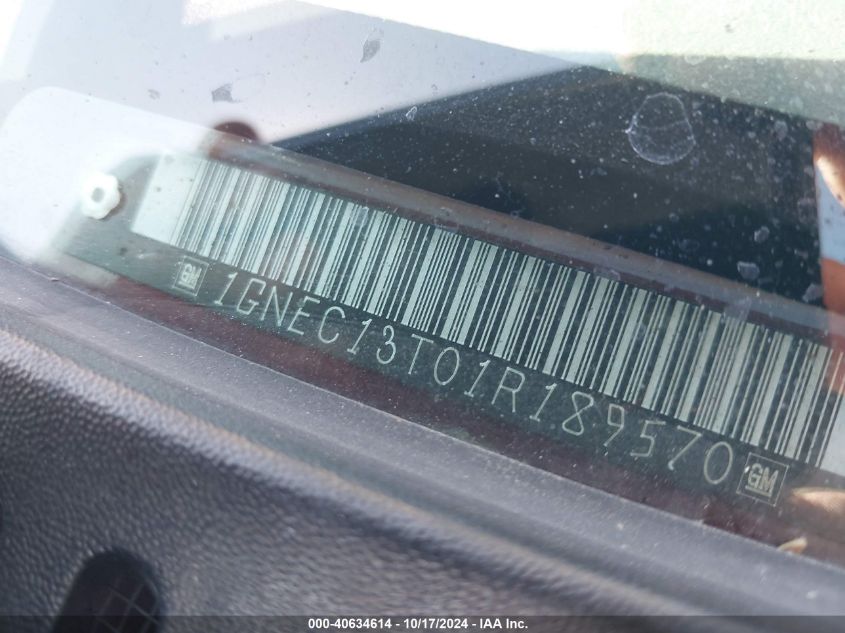 GM 1GNEC13T01R189570 GM
000-40634614 - 10/17/2024 - IAA Inc.